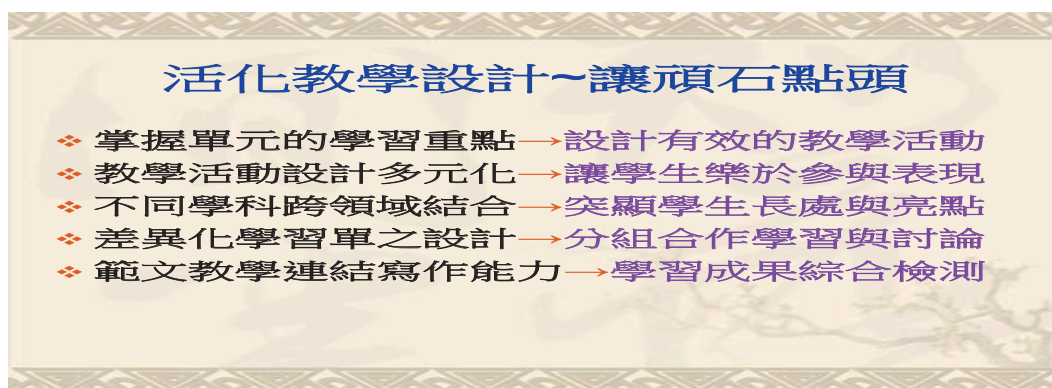 活化教學設計~讓頑石點頭
❖ 掌握單元的學習重點→設計有效的教學活動
❖ 教學活動設計多元化→讓學生樂於參與表現
❖ 不同學科跨領域結合→突顯學生長處與亮點
❖ 差異化學習單之設計→分組合作學習與討論
❖ 範文教學連結寫作能力→學習成果綜合檢測